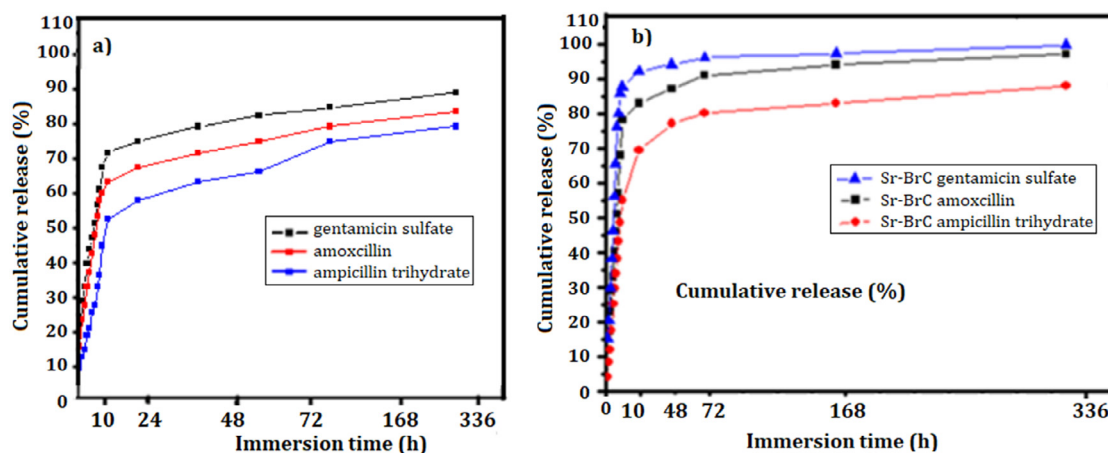 a)
Cumulative release (%)
110
100
90
80
70
60
50
40
30
20
10
0
gentamicin sulfate
amoxcillin
ampicillin trihydrate
10 24 48 72 168 336
Immersion time (h)
b)
Cumulative release (%)
110
100
90
80
70
60
50
40
30
20
10
0
Sr-BrC gentamicin sulfate
Sr-BrC amoxcillin
Sr-BrC ampicillin trihydrate
Cumulative release (%)
0 10 48 72 168 336
Immersion time (h)